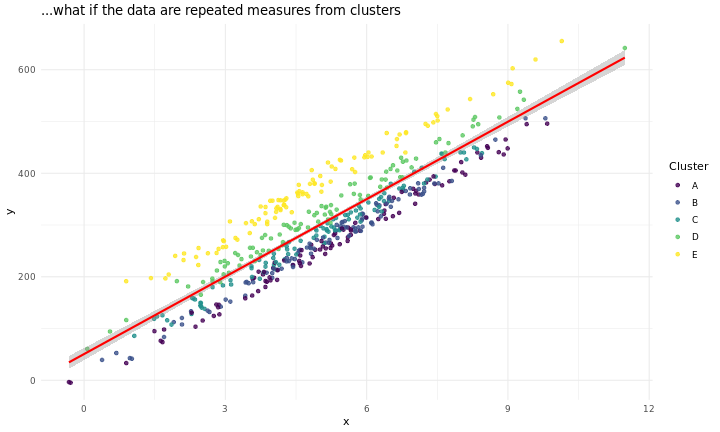 ...what if the data are repeated measures from clusters
600
400
200
0
y
0 3 6 9 12
x
Cluster
A
B
C
D
E